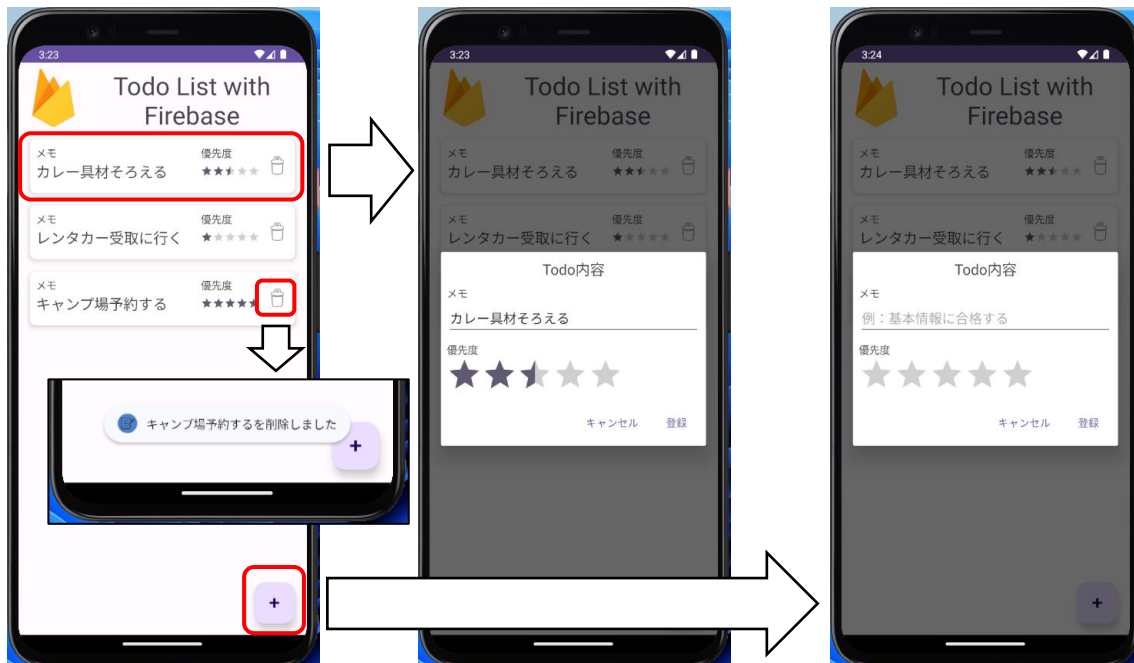 3:23
Todo List with
Firebase
メモ
優先度
カレー具材そろえる
メモ
優先度
レンタカー受取に行く
メモ
優先度
キャンプ場予約する
キャンプ場予約するを削除しました
+
+
3:23
Todo List with
Firebase
メモ
優先度
カレー具材そろえる
メモ
優先度
レンタカー受取に行く
Todo内容
メモ
カレー具材そろえる
優先度
キャンセル 登録
3:24
Todo List with
Firebase
メモ
優先度
カレー具材そろえる
メモ
優先度
レンタカー受取に行く
Todo内容
メモ
例：基本情報に合格する
優先度
キャンセル 登録
+